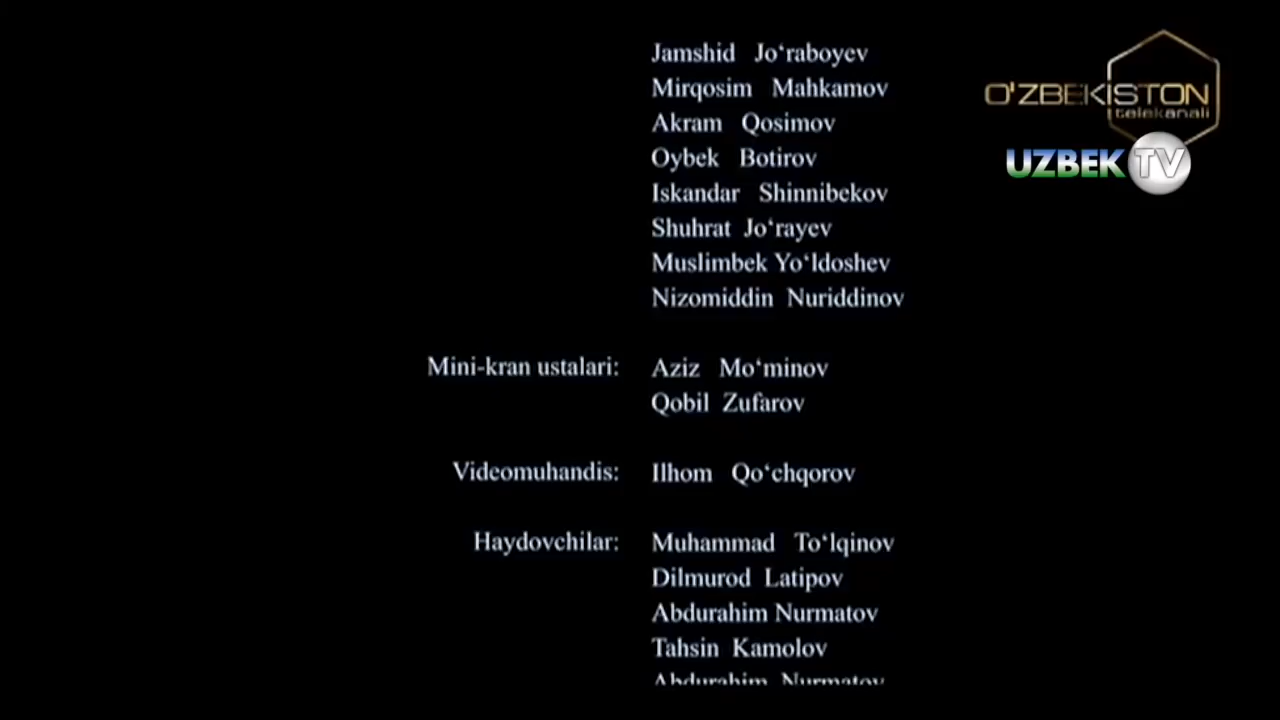 Jamshid Jo‘raboyev
Mirqosim Mahkamov
Akram Qosimov
Oybek Botirov
Iskandar Shinnibekov
Shuhrat Jo‘rayev
Muslimbek Yo‘ldoshev
Nizomiddin Nuriddinov
Mini-kran ustalari: Aziz Mo‘minov
Qobil Zufarov
Videomuhandis: Ilhom Qo‘chqorov
Haydovchilar: Muhammad To‘lqinov
Dilmurod Latipov
Abdurahim Nurmatov
Tahsin Kamolov
Abdurahim Nurmatov
O'ZBEKISTON
telekanali
UZBEK TV